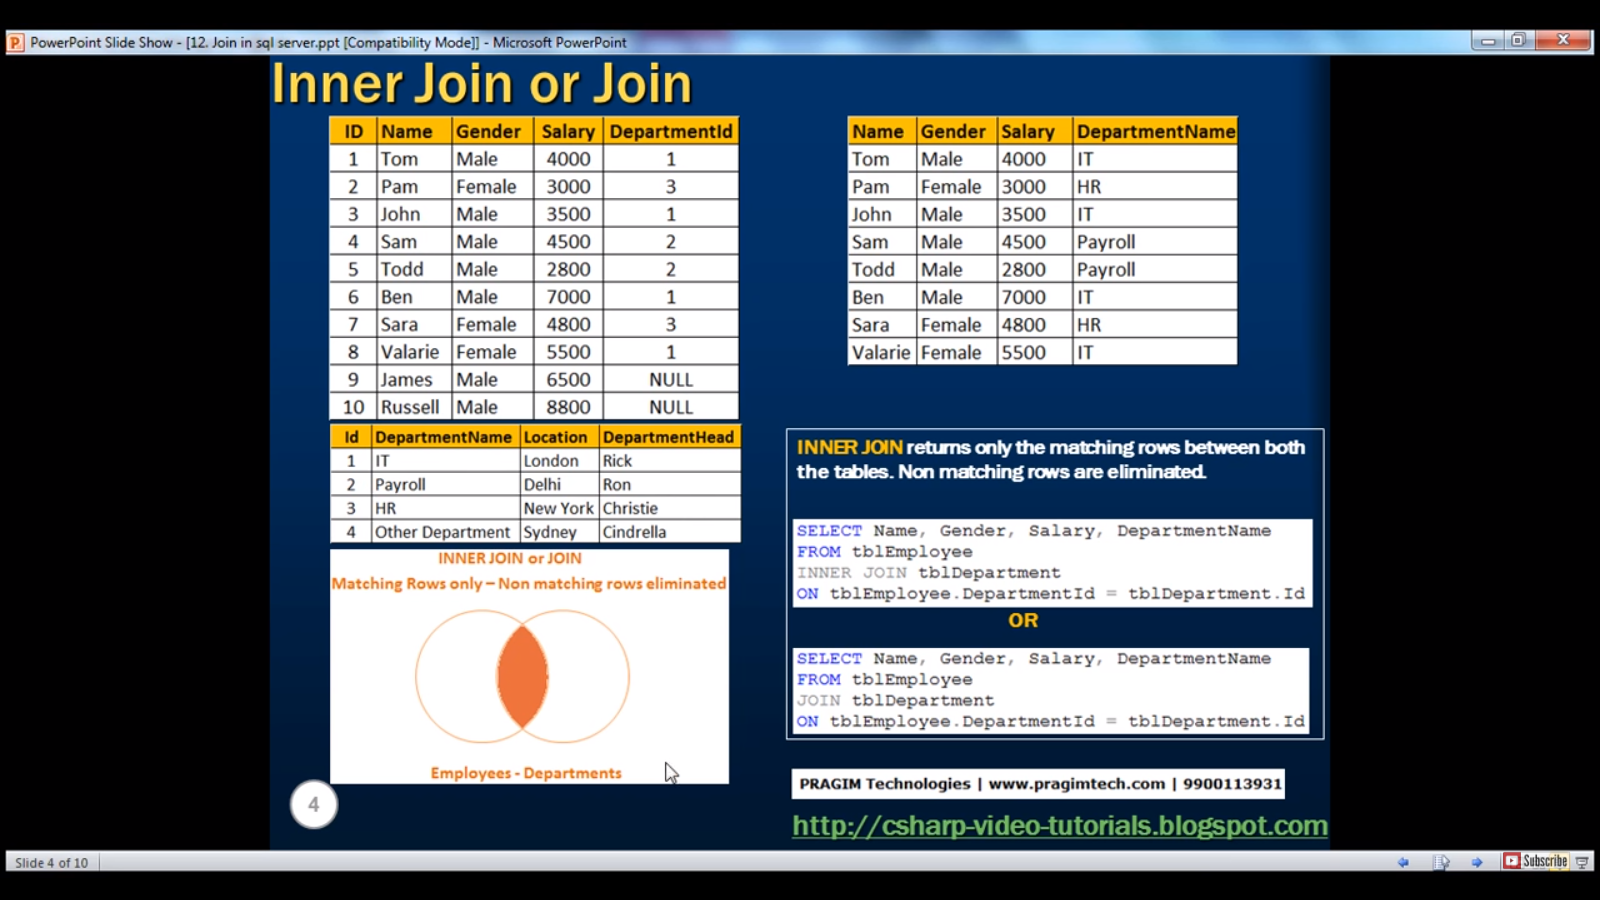 PowerPoint Slide Show - [12. Join in sql server.ppt [Compatibility Mode]] - Microsoft PowerPoint
Inner Join or Join
ID Name Gender Salary DepartmentId
1 Tom Male 4000 1
2 Pam Female 3000 3
3 John Male 3500 1
4 Sam Male 4500 2
5 Todd Male 2800 2
6 Ben Male 7000 1
7 Sara Female 4800 3
8 Valarie Female 5500 1
9 James Male 6500 NULL
10 Russell Male 8800 NULL
Id DepartmentName Location DepartmentHead
1 IT London Rick
2 Payroll Delhi Ron
3 HR New York Christie
4 Other Department Sydney Cindrella
INNER JOIN or JOIN
Matching Rows only – Non matching rows eliminated
Employees - Departments
4
Name Gender Salary DepartmentName
Tom Male 4000 IT
Pam Female 3000 HR
John Male 3500 IT
Sam Male 4500 Payroll
Todd Male 2800 Payroll
Ben Male 7000 IT
Sara Female 4800 HR
Valarie Female 5500 IT
INNER JOIN returns only the matching rows between both
the tables. Non matching rows are eliminated.
SELECT Name, Gender, Salary, DepartmentName
FROM tblEmployee
INNER JOIN tblDepartment
ON tblEmployee.DepartmentId = tblDepartment.Id
OR
SELECT Name, Gender, Salary, DepartmentName
FROM tblEmployee
JOIN tblDepartment
ON tblEmployee.DepartmentId = tblDepartment.Id
PRAGIM Technologies | www.pragimtech.com | 9900113931
http://csharp-video-tutorials.blogspot.com
Slide 4 of 10
Subscribe